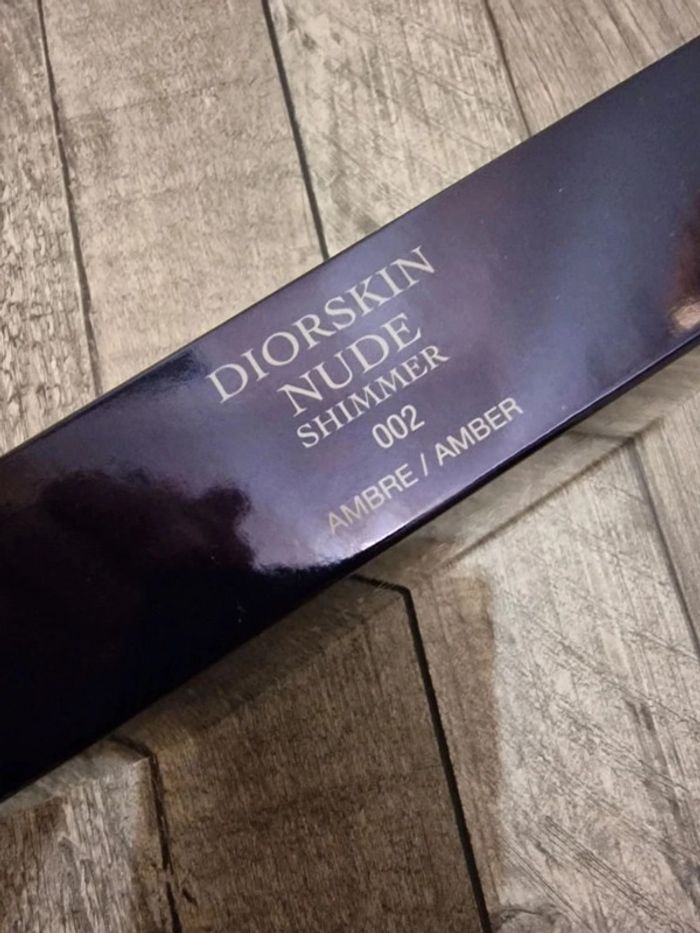 DIORSKIN
NUDE
SHIMMER
002
AMBRE / AMBER